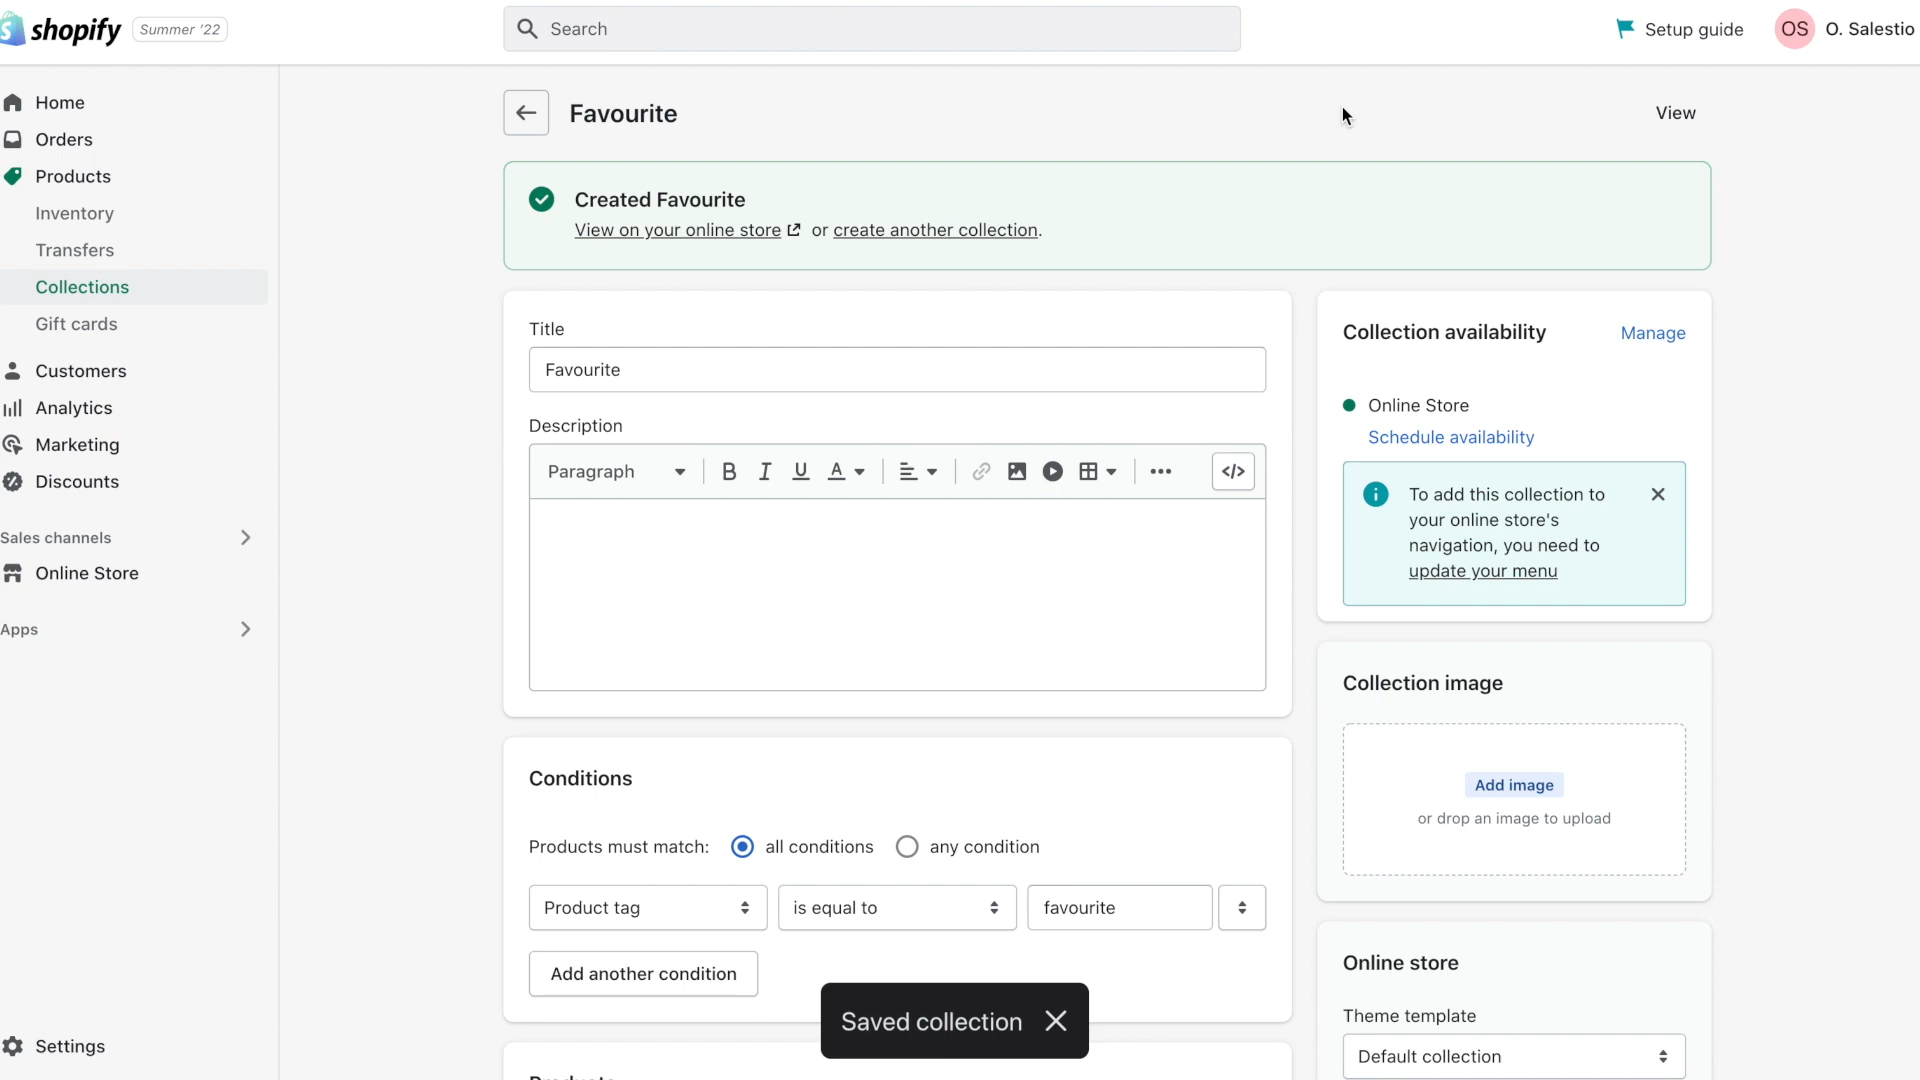 shopify
Summer '22
Search
Setup guide
OS
O. Salestio
Home
Orders
Products
Inventory
Transfers
Collections
Gift cards
Customers
Analytics
Marketing
Discounts
Sales channels
Online Store
Apps
Settings
Favourite
View
Created Favourite
View on your online store or create another collection.
Title
Favourite
Description
Paragraph
B I U A
</>
Conditions
Products must match: all conditions any condition
Product tag
is equal to
favourite
Add another condition
Saved collection
Products
Collection availability
Manage
Online Store
Schedule availability
To add this collection to
your online store's
navigation, you need to
update your menu
Collection image
Add image
or drop an image to upload
Online store
Theme template
Default collection